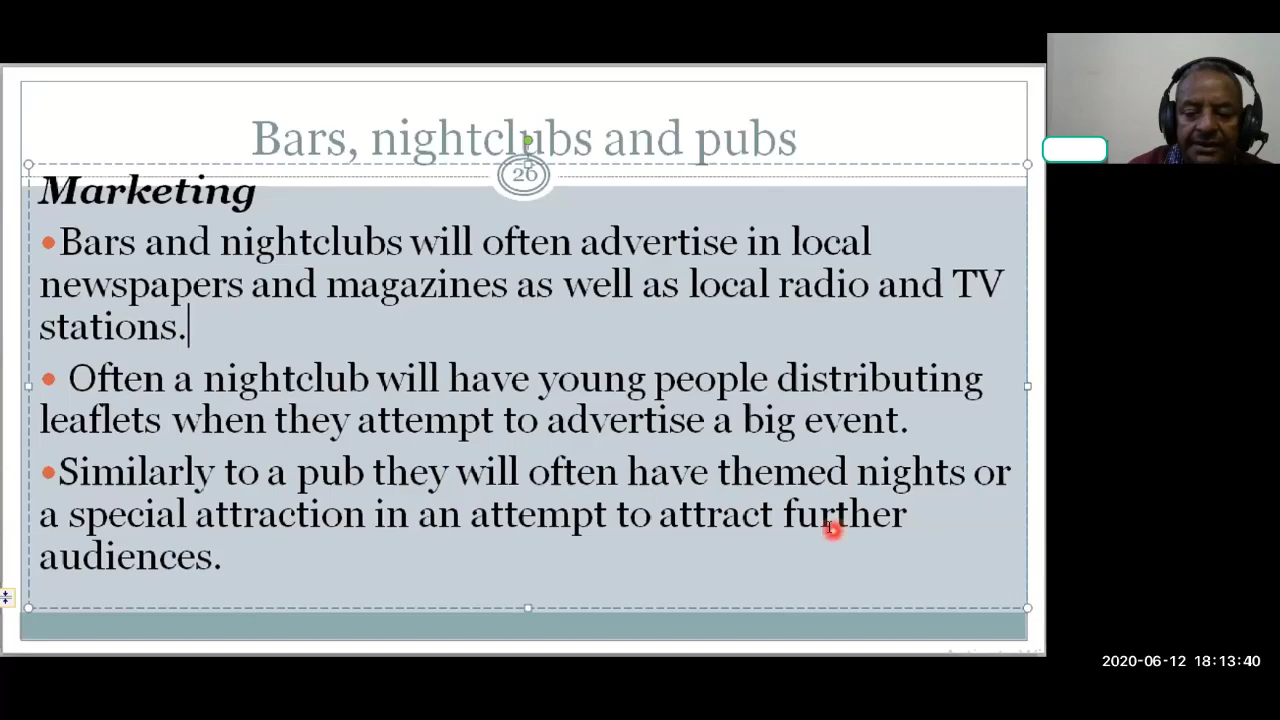 Bars, nightclubs and pubs
26
Marketing
•Bars and nightclubs will often advertise in local
newspapers and magazines as well as local radio and TV
stations.
• Often a nightclub will have young people distributing
leaflets when they attempt to advertise a big event.
•Similarly to a pub they will often have themed nights or
a special attraction in an attempt to attract further
audiences.
2020-06-12 18:13:40